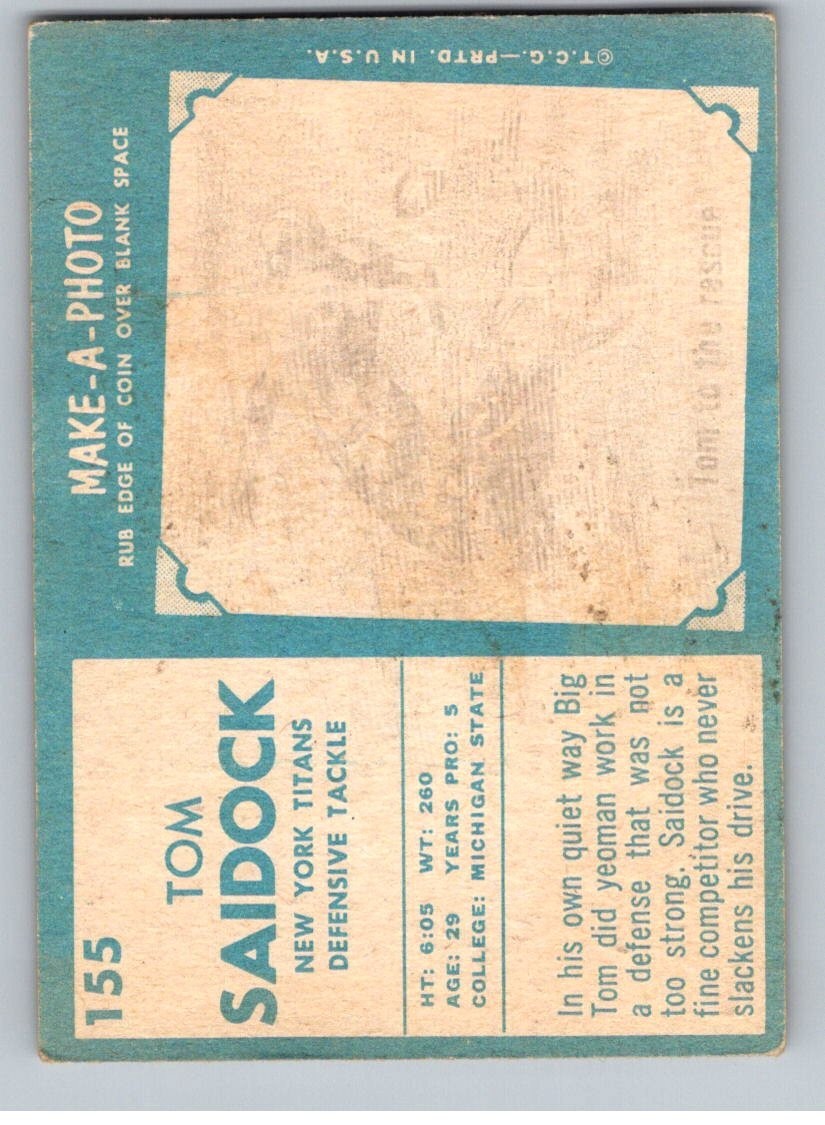 155
TOM
SAIDOCK
NEW YORK TITANS
DEFENSIVE TACKLE
HT: 6:05 WT: 260
AGE: 29 YEARS PRO: 5
COLLEGE: MICHIGAN STATE
In his own quiet way Big
Tom did yeoman work in
a defense that was not
too strong. Saidock is a
fine competitor who never
slackens his drive.
MAKE-A-PHOTO
RUB EDGE OF COIN OVER BLANK SPACE
Tom to the rescue
©T.C.G.—PRTD. IN U.S.A.